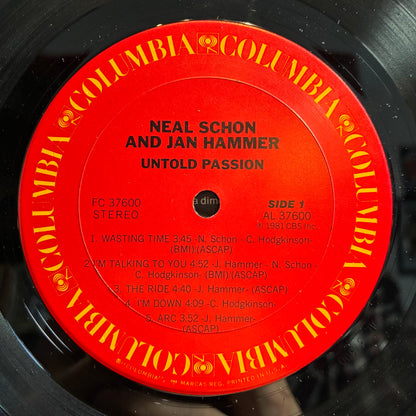 COLUMBIA COLUMBIA COLUMBIA COLUMBIA COLUMBIA COLUMBIA
NEAL SCHON
AND JAN HAMMER
UNTOLD PASSION
a dim
FC 37600
STEREO
SIDE 1
AL 37600
℗ 1981 CBS Inc.
1. WASTING TIME 3:45 -N. Schon- C. Hodgkinson-
(BMI)/(ASCAP)
2. I'M TALKING TO YOU 4:52 -J. Hammer- N. Schon-
C. Hodgkinson- (BMI)/(ASCAP)
3. THE RIDE 4:40 -J. Hammer- (ASCAP)
4. I'M DOWN 4:09 -C. Hodgkinson-
5. ARC 3:52 -J. Hammer-
(ASCAP)
"COLUMBIA", MARCAS REG. PRINTED IN U.S.A.